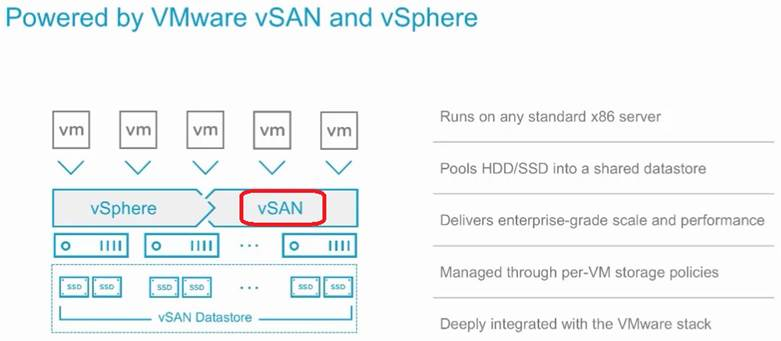 Powered by VMware vSAN and vSphere
vm vm vm vm vm
vSphere vSAN
SSD SSD SSD SSD SSD SSD
vSAN Datastore
Runs on any standard x86 server
Pools HDD/SSD into a shared datastore
Delivers enterprise-grade scale and performance
Managed through per-VM storage policies
Deeply integrated with the VMware stack